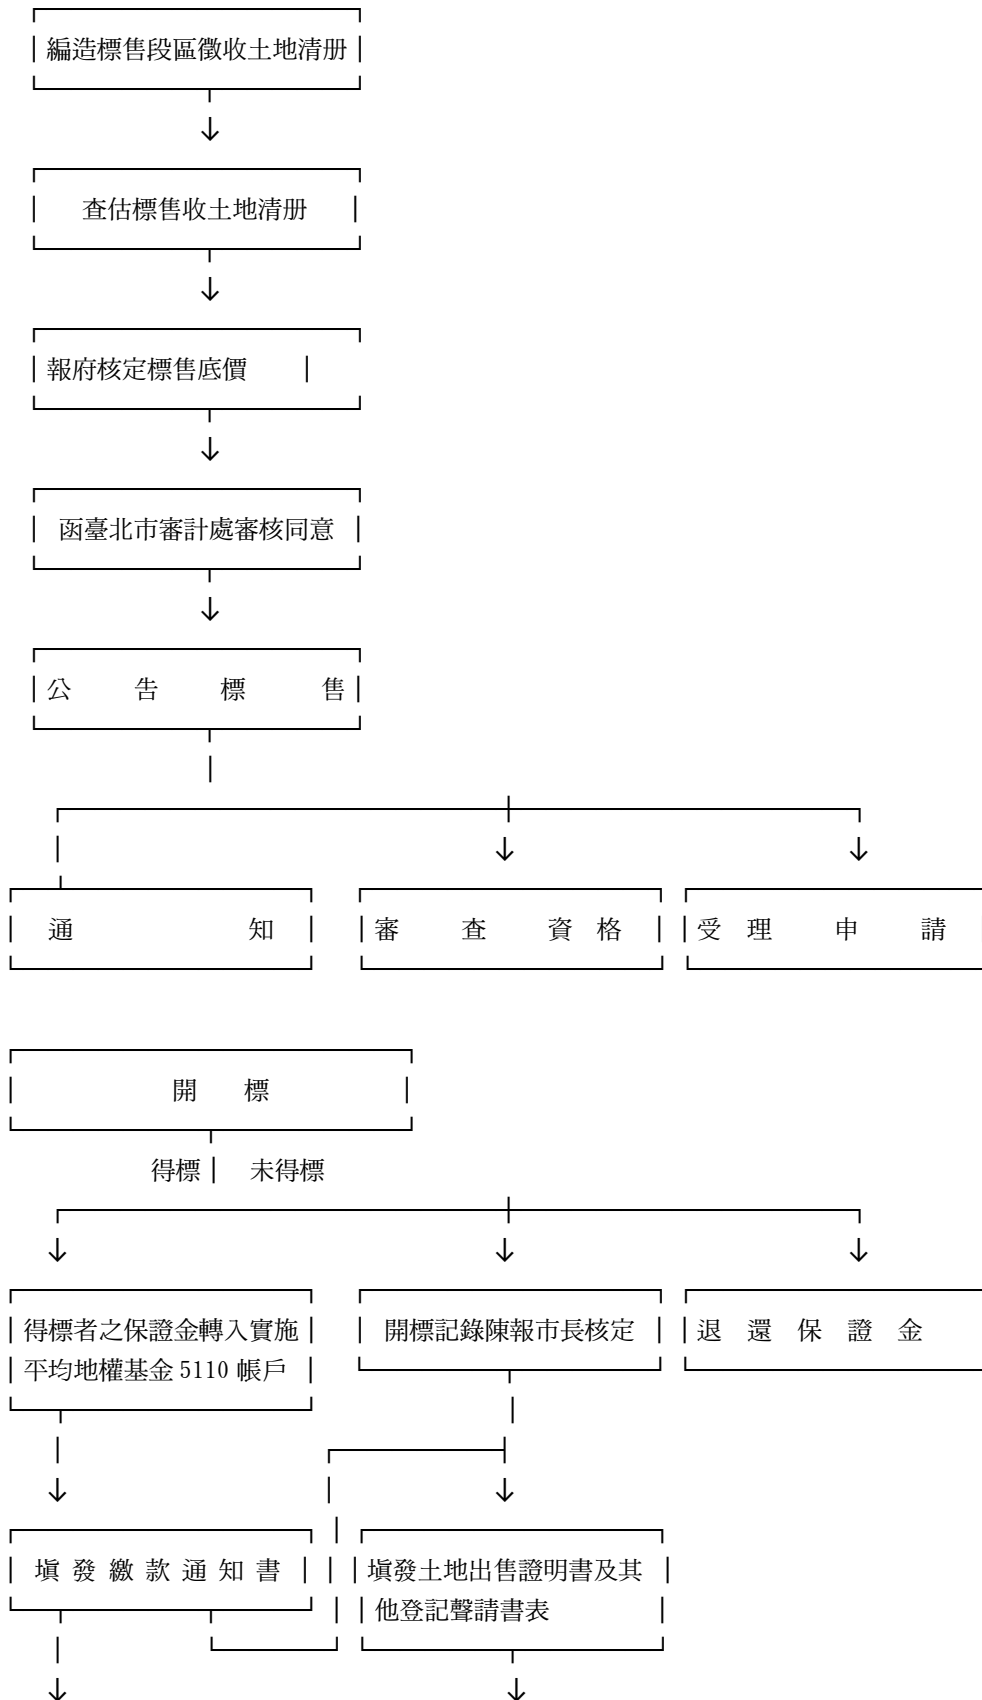 編造標售段區徵收土地清册
查估標售收土地清册
報府核定標售底價
函臺北市審計處審核同意
公告標售
通知
審查資格
受理申請
開標
得標 未得標
得標者之保證金轉入實施
平均地權基金 5110 帳戶
開標記錄陳報市長核定
退還保證金
塡發繳款通知書
塡發土地出售證明書及其
他登記聲請書表